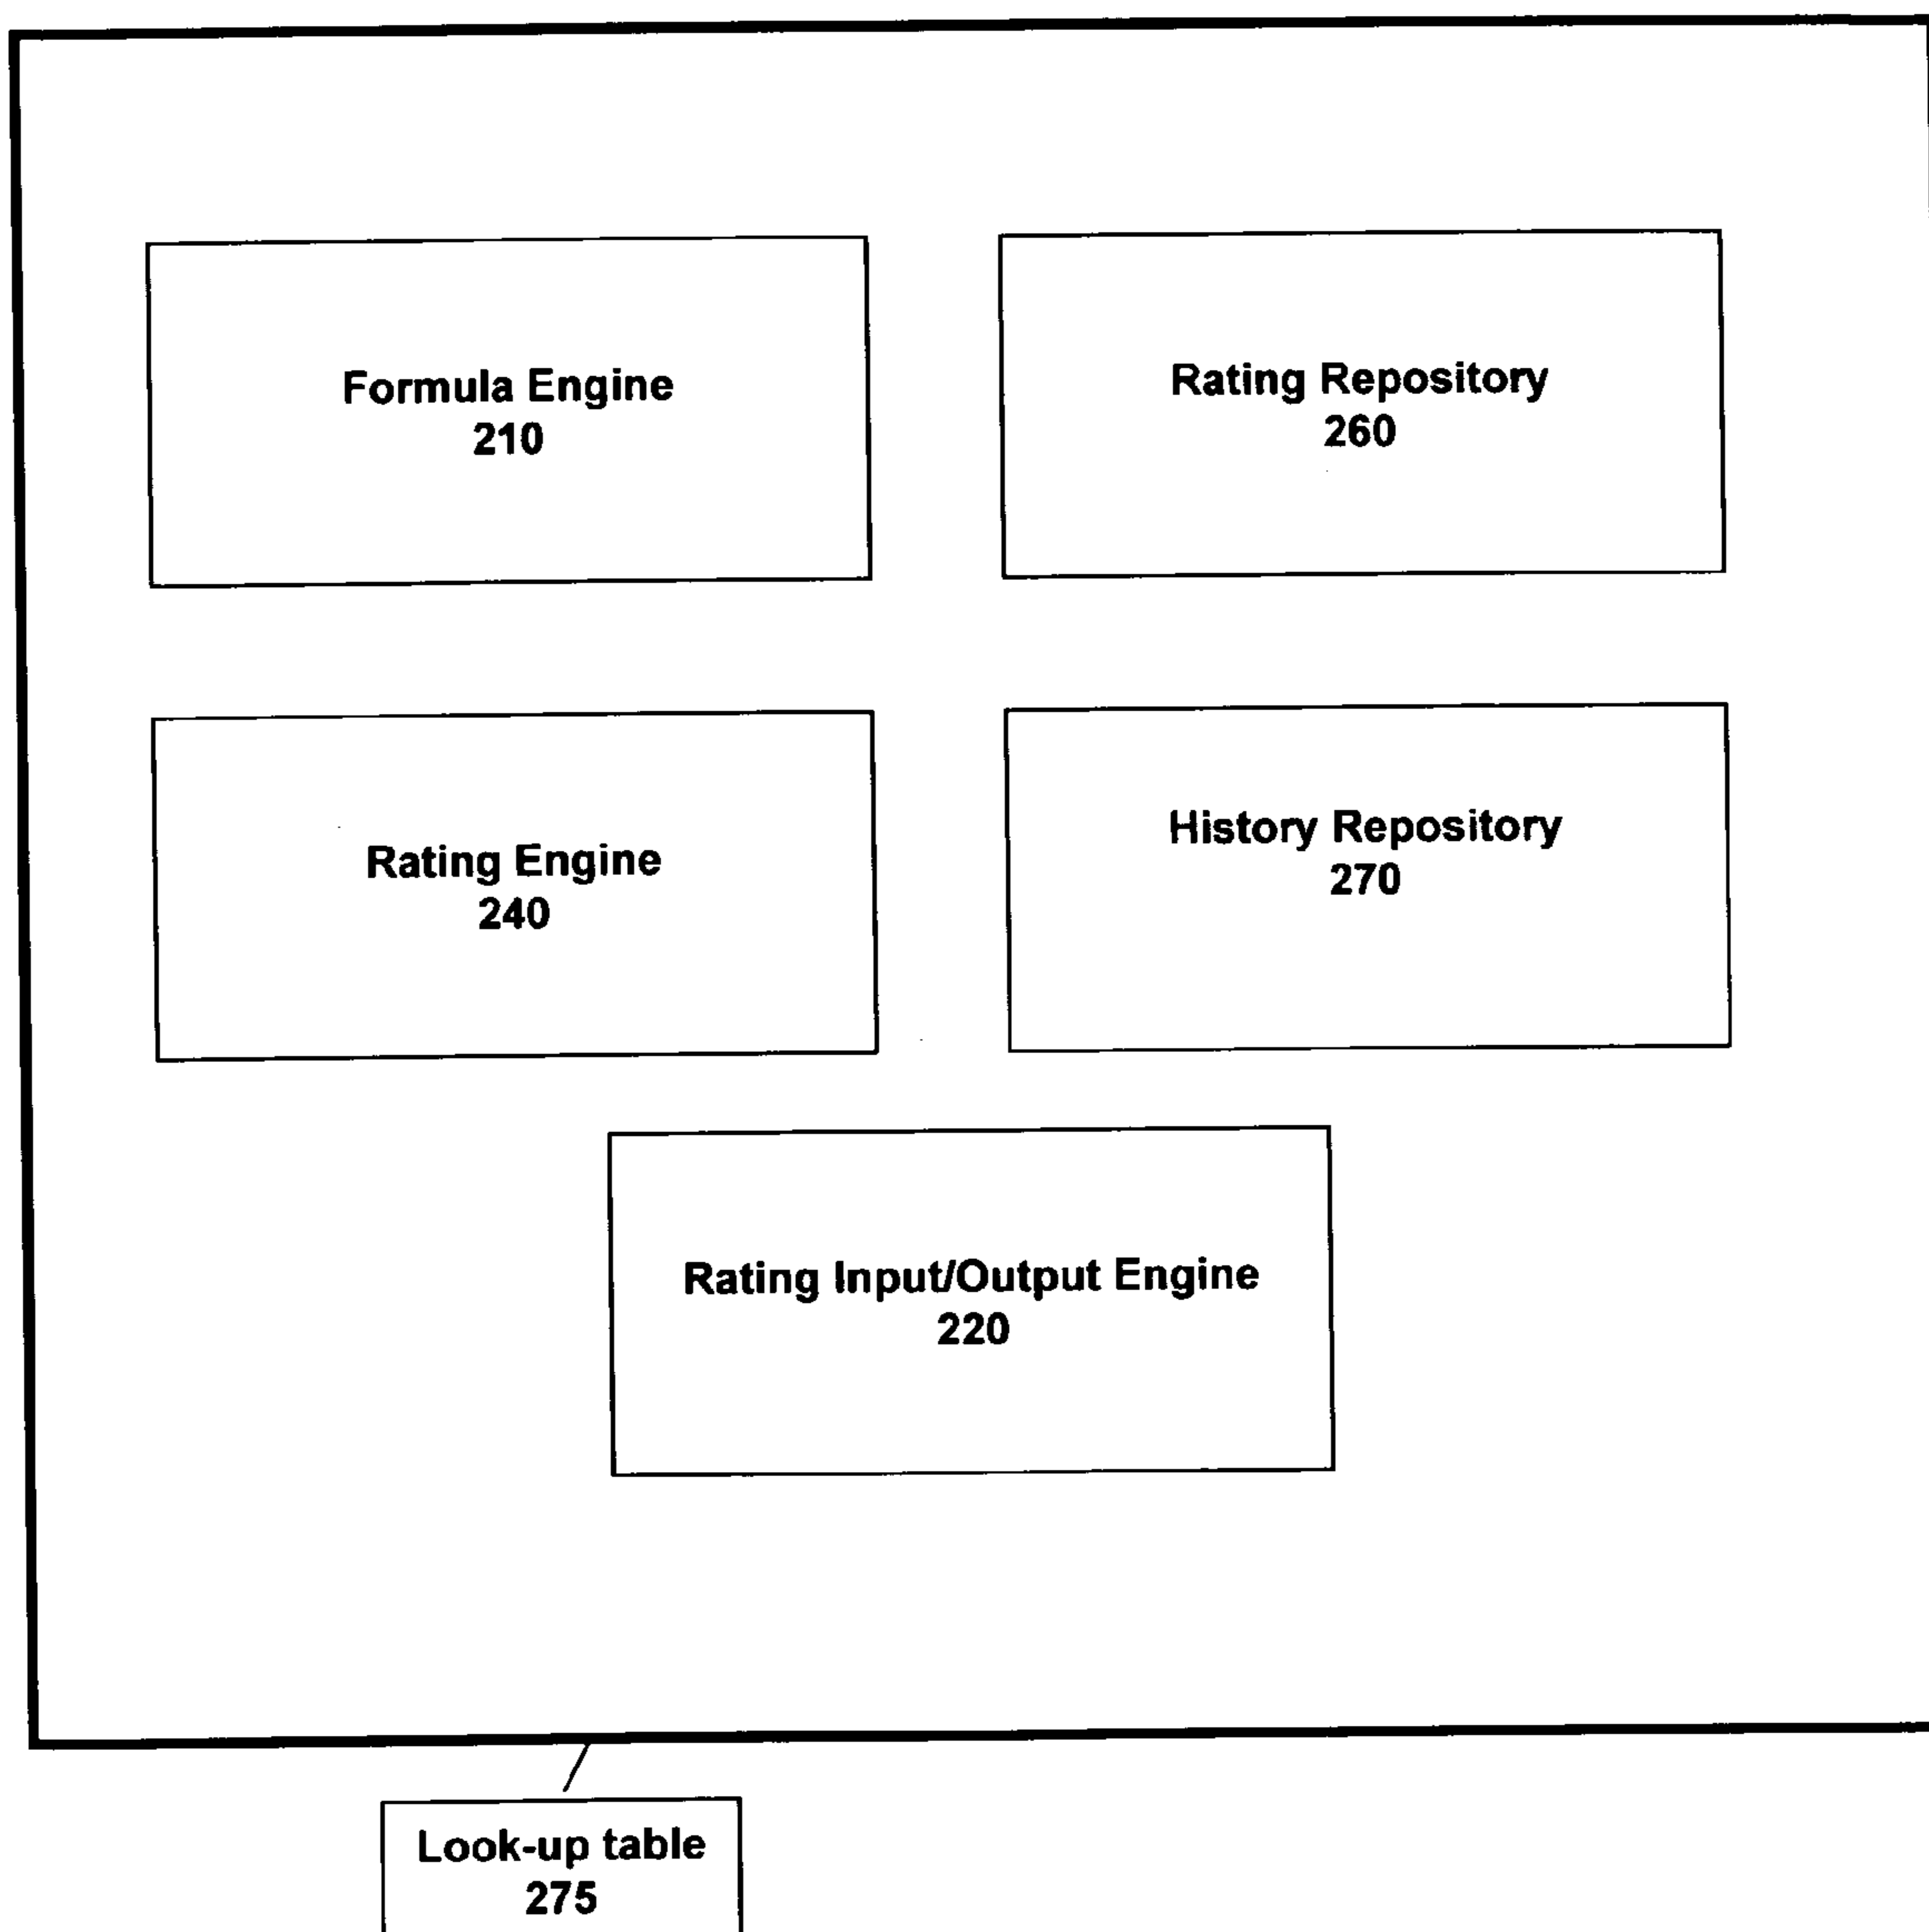 Formula Engine
210
Rating Repository
260
Rating Engine
240
History Repository
270
Rating Input/Output Engine
220
Look-up table
275